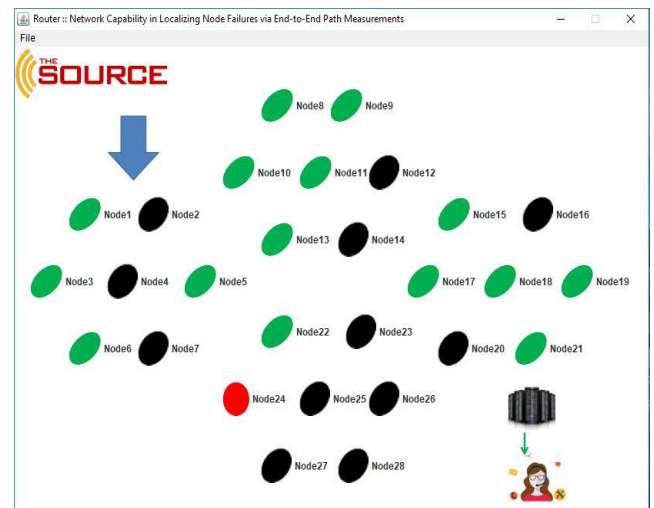 Router :: Network Capability in Localizing Node Failures via End-to-End Path Measurements
File
THE
SOURCE
Node8 Node9
Node10 Node11 Node12
Node1 Node2 Node15 Node16
Node13 Node14
Node3 Node4 Node5 Node17 Node18 Node19
Node22 Node23
Node6 Node7 Node20 Node21
Node24 Node25 Node26
Node27 Node28